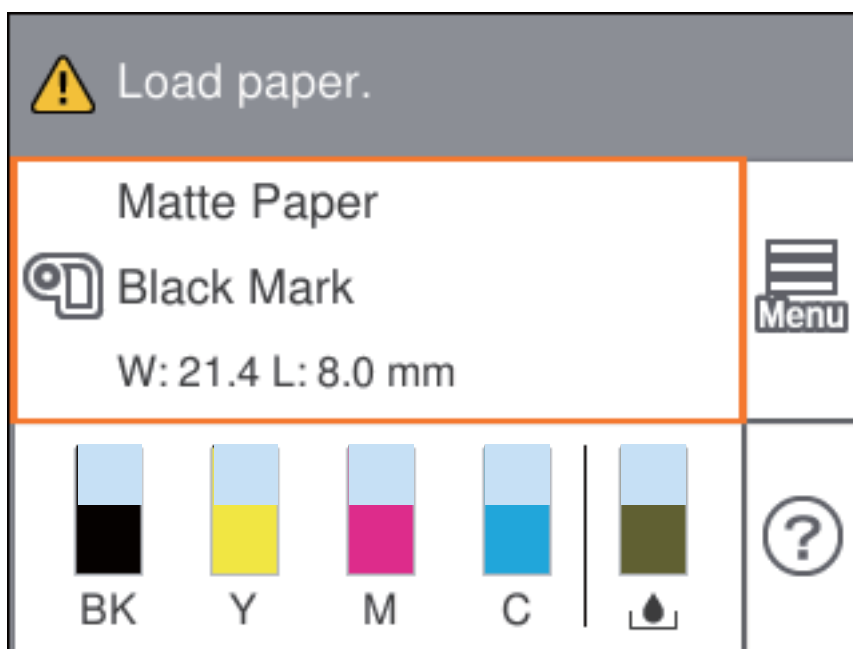 Load paper.
Matte Paper
Black Mark
W: 21.4 L: 8.0 mm
Menu
BK Y M C
?